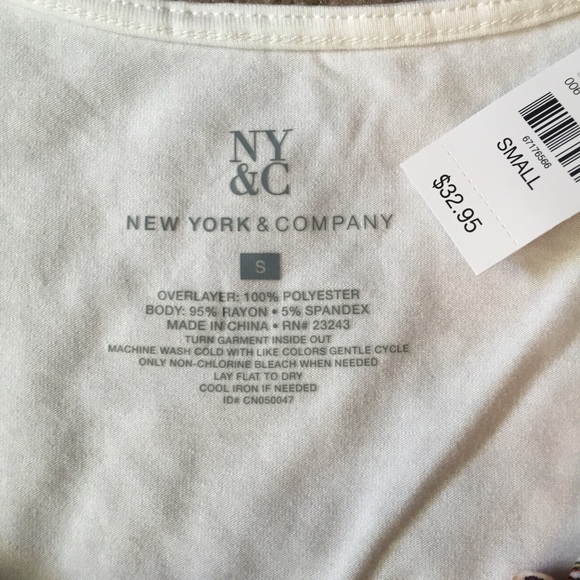 NY
&C
NEW YORK & COMPANY
S
OVERLAYER: 100% POLYESTER
BODY: 95% RAYON • 5% SPANDEX
MADE IN CHINA • RN# 23243
TURN GARMENT INSIDE OUT
MACHINE WASH COLD WITH LIKE COLORS GENTLE CYCLE
ONLY NON-CHLORINE BLEACH WHEN NEEDED
LAY FLAT TO DRY
COOL IRON IF NEEDED
ID# CN050047
006
67176566
SMALL
$32.95